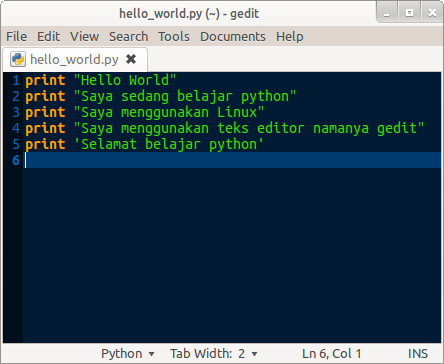 hello_world.py (~) - gedit
File Edit View Search Tools Documents Help
hello_world.py
1 print "Hello World"
2 print "Saya sedang belajar python"
3 print "Saya menggunakan Linux"
4 print "Saya menggunakan teks editor namanya gedit"
5 print 'Selamat belajar python'
6
Python Tab Width: 2 Ln 6, Col 1 INS